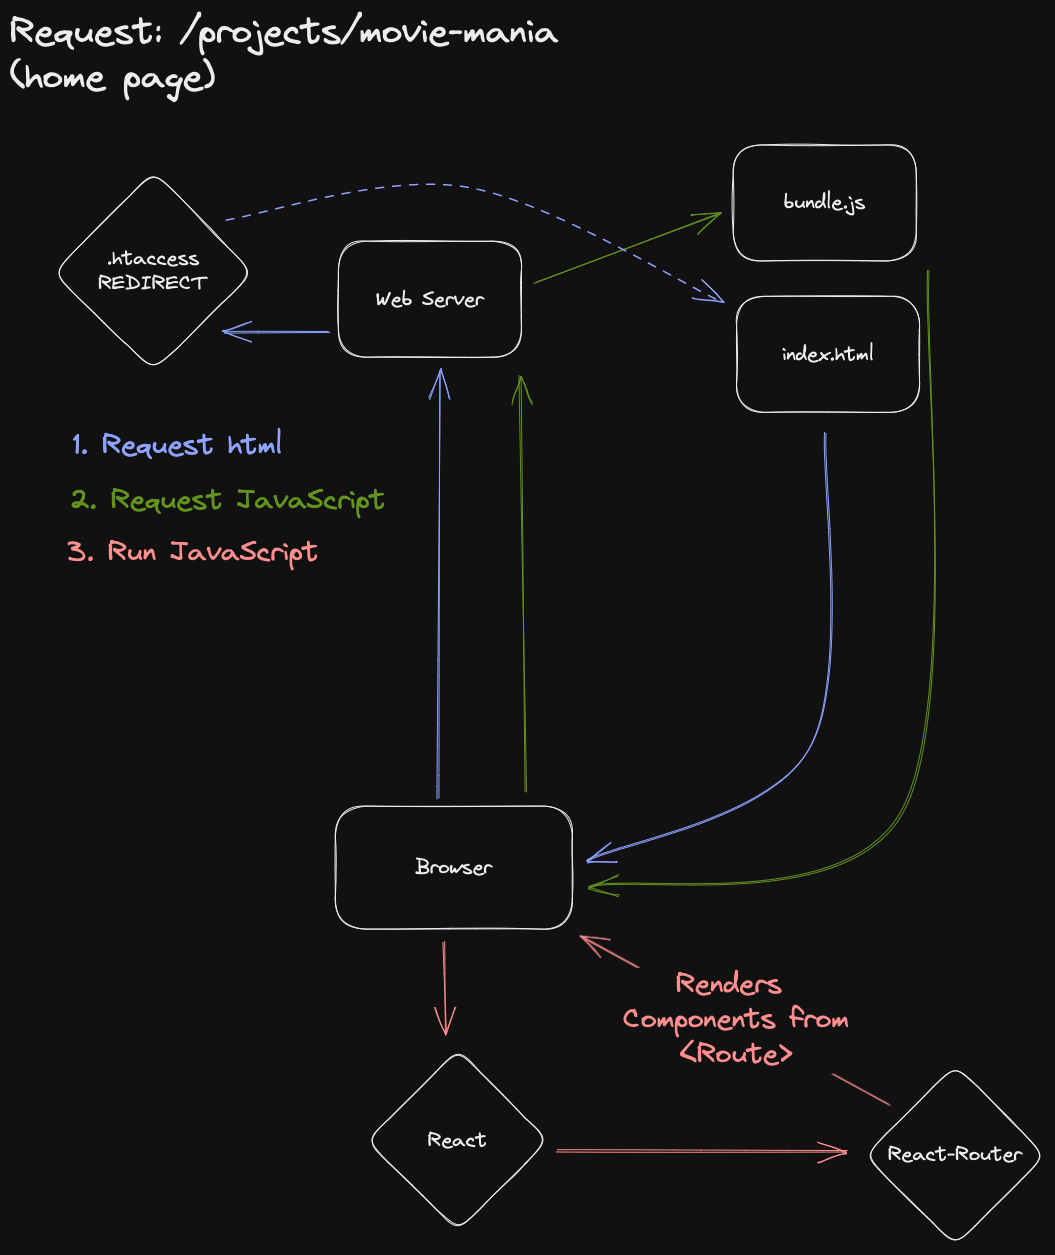 Request: /projects/movie-mania
(home page)
bundle.js
.htaccess
REDIRECT
Web Server
index.html
1. Request html
2. Request JavaScript
3. Run JavaScript
Browser
Renders
Components from
<Route>
React
React-Router